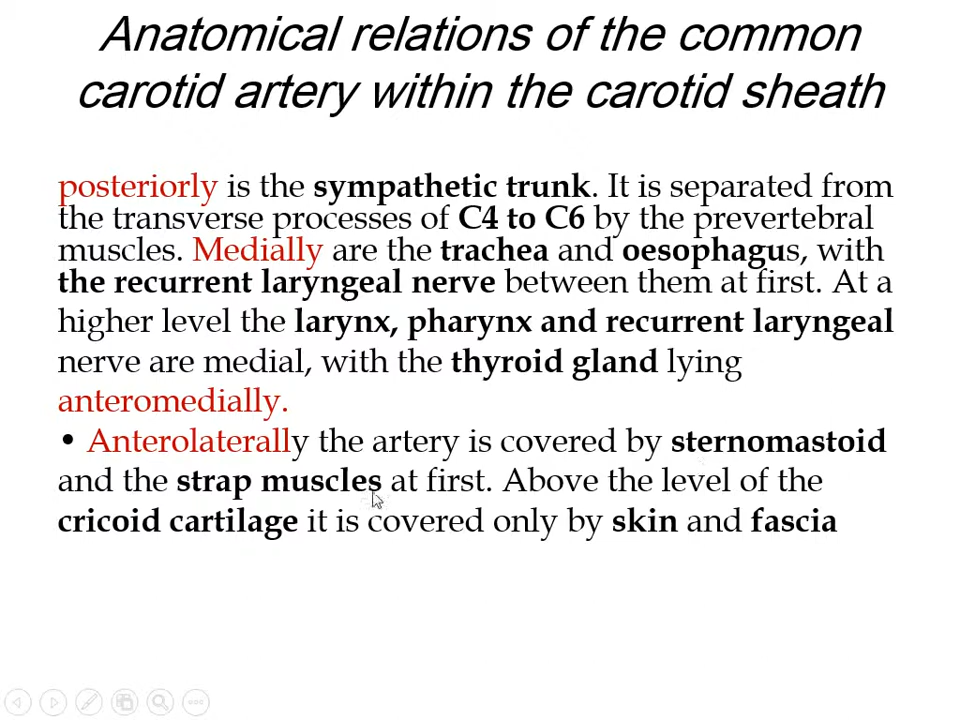 Anatomical relations of the common
carotid artery within the carotid sheath
posteriorly is the sympathetic trunk. It is separated from
the transverse processes of C4 to C6 by the prevertebral
muscles. Medially are the trachea and oesophagus, with
the recurrent laryngeal nerve between them at first. At a
higher level the larynx, pharynx and recurrent laryngeal
nerve are medial, with the thyroid gland lying
anteromedially.
• Anterolaterally the artery is covered by sternomastoid
and the strap muscles at first. Above the level of the
cricoid cartilage it is covered only by skin and fascia